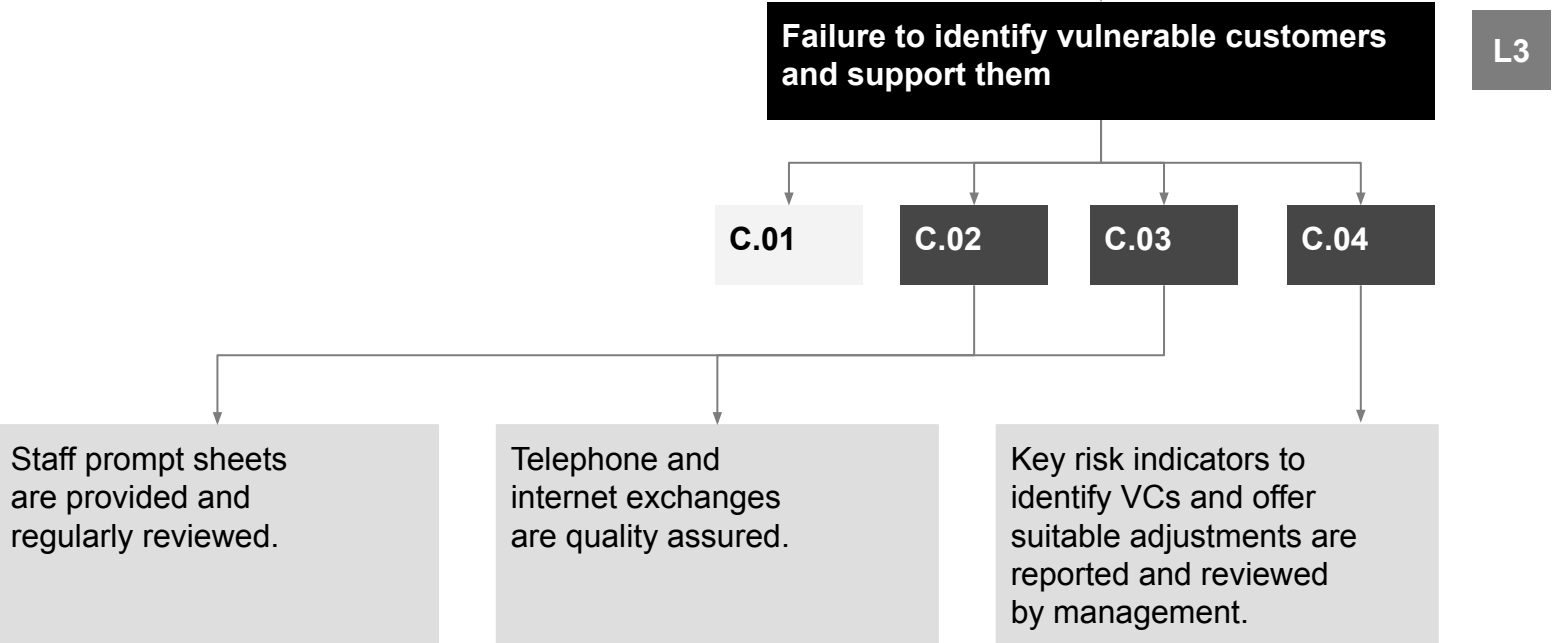 Failure to identify vulnerable customers
and support them
L3
C.01
C.02
C.03
C.04
Staff prompt sheets
are provided and
regularly reviewed.
Telephone and
internet exchanges
are quality assured.
Key risk indicators to
identify VCs and offer
suitable adjustments are
reported and reviewed
by management.